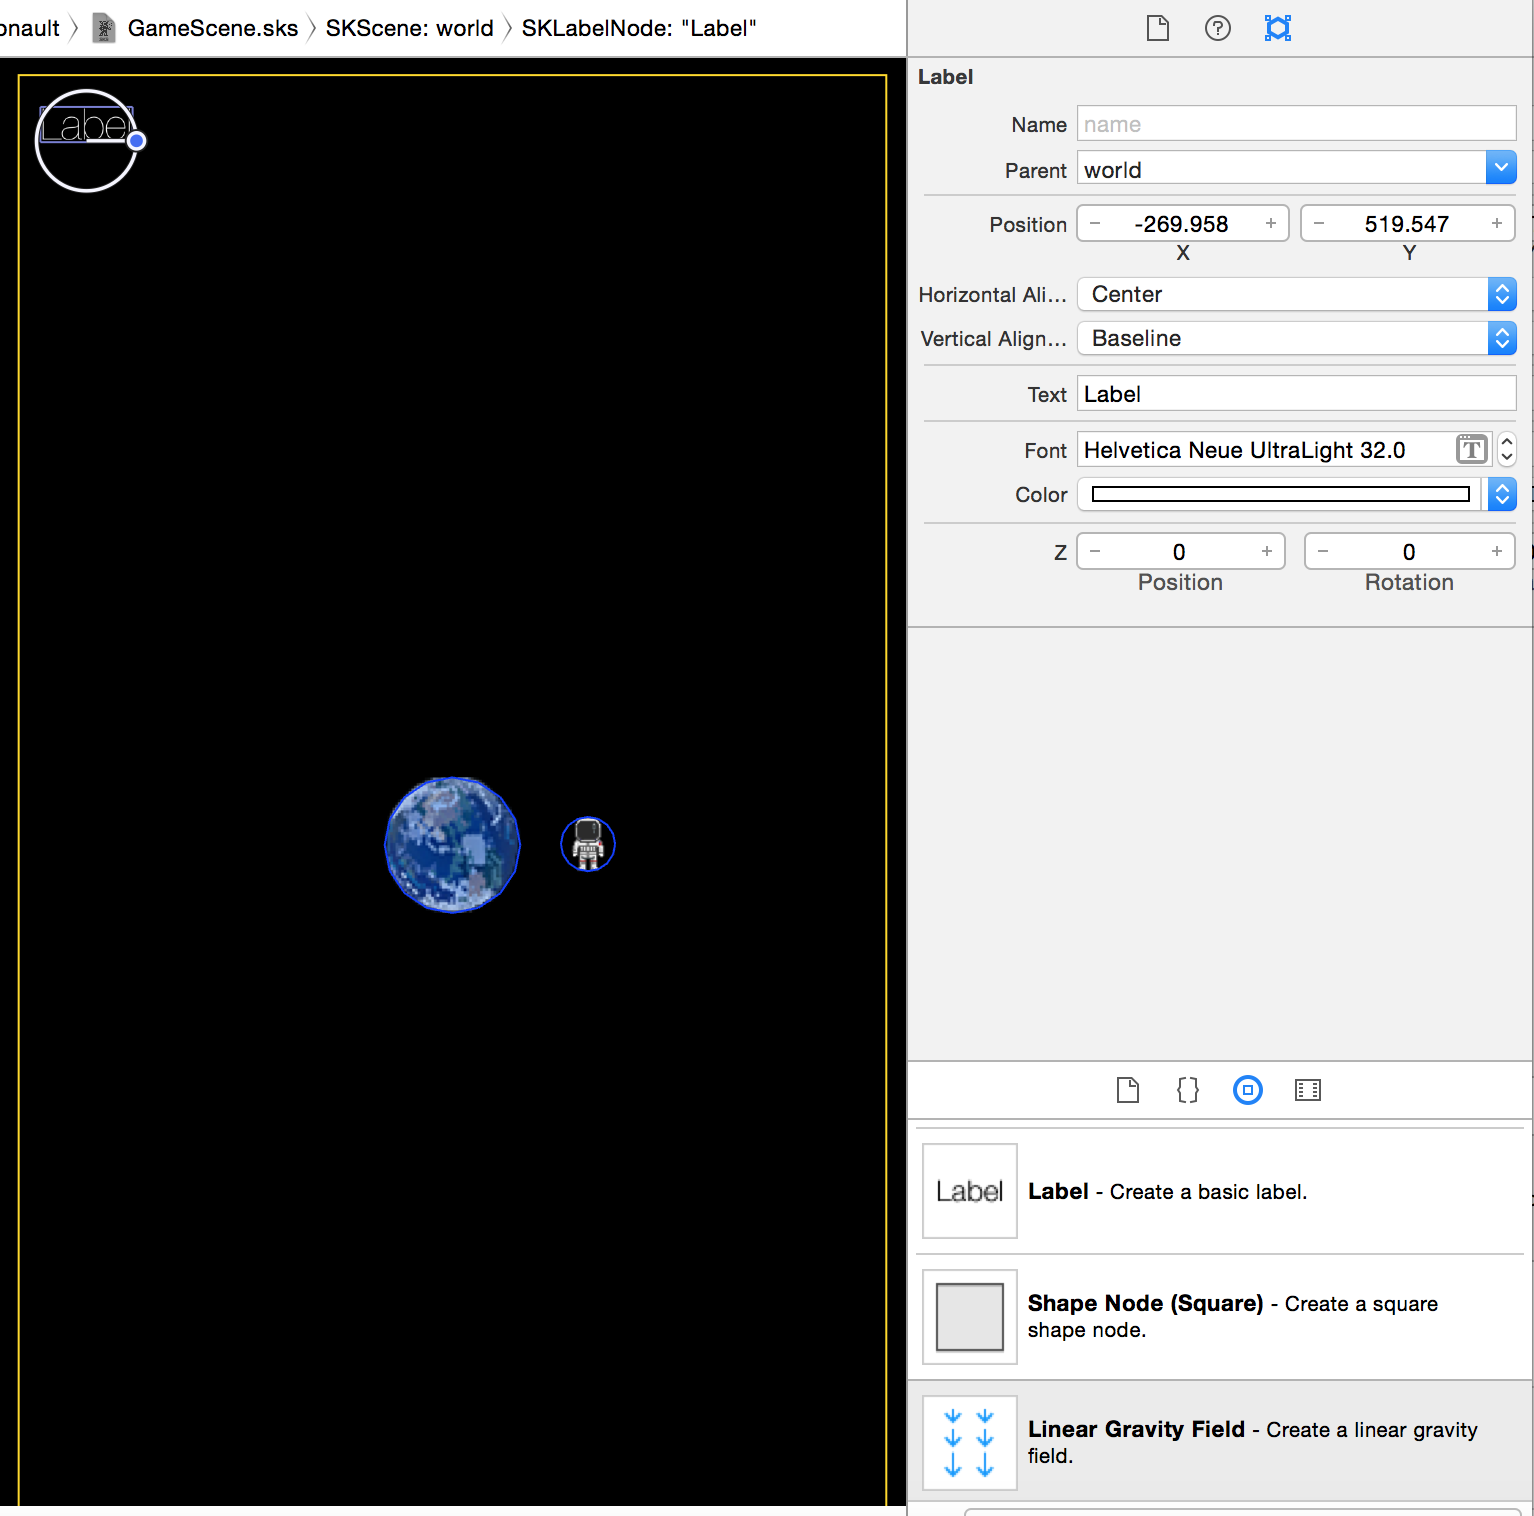 onault GameScene.sks SKScene: world SKLabelNode: "Label"
Label
Label
Name name
Parent world
Position − -269.958 + − 519.547 +
X Y
Horizontal Ali... Center
Vertical Align... Baseline
Text Label
Font Helvetica Neue UltraLight 32.0 T
Color
Z − 0 + − 0 +
Position Rotation
Label Label - Create a basic label.
Shape Node (Square) - Create a square
shape node.
Linear Gravity Field - Create a linear gravity
field.